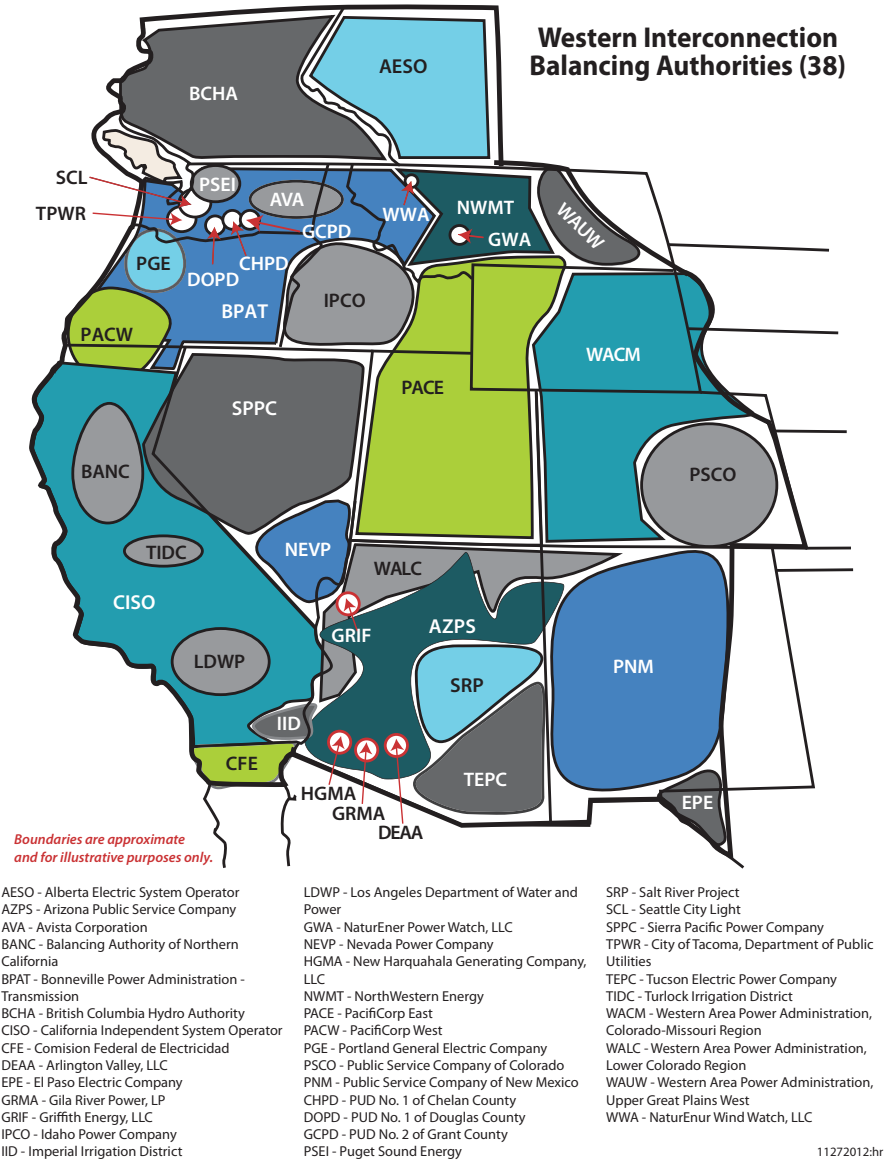 Western Interconnection
Balancing Authorities (38)
AESO
BCHA
SCL
PSEI
TPWR
AVA
WWA
NWMT
WAUW
GCPD
GWA
PGE
CHPD
DOPD
BPAT
IPCO
PACW
WACM
PACE
SPPC
BANC
PSCO
TIDC
NEVP
WALC
CISO
GRIF
AZPS
LDWP
SRP
PNM
IID
CFE
TEPC
HGMA
EPE
GRMA
DEAA
Boundaries are approximate
and for illustrative purposes only.
AESO - Alberta Electric System Operator
AZPS - Arizona Public Service Company
AVA - Avista Corporation
BANC - Balancing Authority of Northern
California
BPAT - Bonneville Power Administration -
Transmission
BCHA - British Columbia Hydro Authority
CISO - California Independent System Operator
CFE - Comision Federal de Electricidad
DEAA - Arlington Valley, LLC
EPE - El Paso Electric Company
GRMA - Gila River Power, LP
GRIF - Griffith Energy, LLC
IPCO - Idaho Power Company
IID - Imperial Irrigation District
LDWP - Los Angeles Department of Water and
Power
GWA - NaturEner Power Watch, LLC
NEVP - Nevada Power Company
HGMA - New Harquahala Generating Company,
LLC
NWMT - NorthWestern Energy
PACE - PacifiCorp East
PACW - PacifiCorp West
PGE - Portland General Electric Company
PSCO - Public Service Company of Colorado
PNM - Public Service Company of New Mexico
CHPD - PUD No. 1 of Chelan County
DOPD - PUD No. 1 of Douglas County
GCPD - PUD No. 2 of Grant County
PSEI - Puget Sound Energy
SRP - Salt River Project
SCL - Seattle City Light
SPPC - Sierra Pacific Power Company
TPWR - City of Tacoma, Department of Public
Utilities
TEPC - Tucson Electric Power Company
TIDC - Turlock Irrigation District
WACM - Western Area Power Administration,
Colorado-Missouri Region
WALC - Western Area Power Administration,
Lower Colorado Region
WAUW - Western Area Power Administration,
Upper Great Plains West
WWA - NaturEnur Wind Watch, LLC
11272012:hr